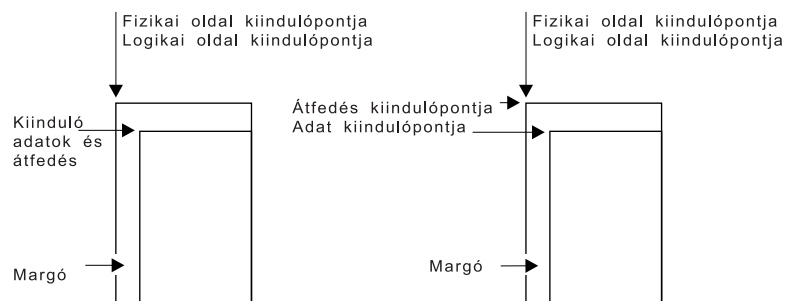 Fizikai oldal kiindulópontja
Logikai oldal kiindulópontja
Kiinduló
adatok és
átfedés
Margó
Fizikai oldal kiindulópontja
Logikai oldal kiindulópontja
Átfedés kiindulópontja
Adat kiindulópontja
Margó